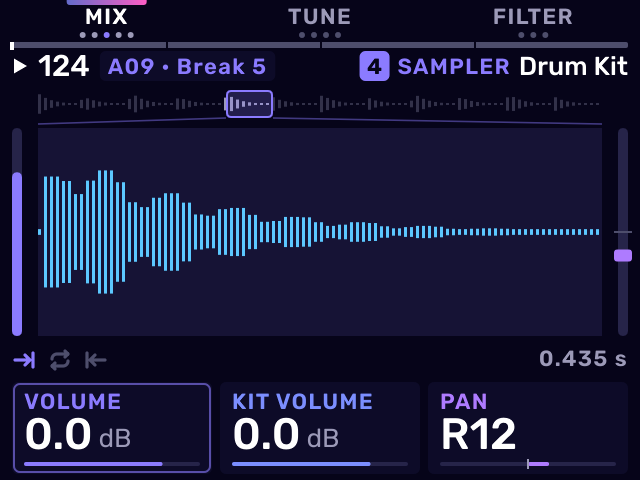 MIX TUNE FILTER
124 A09 • Break 5 4 SAMPLER Drum Kit
0.435 s
VOLUME KIT VOLUME PAN
0.0 dB 0.0 dB R12